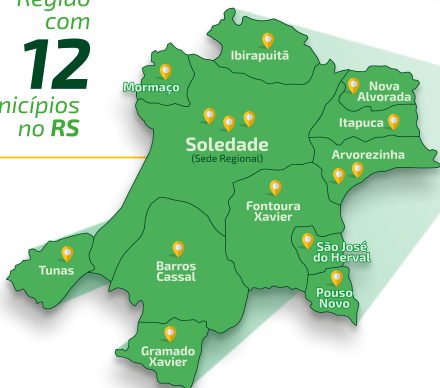 Região
com
12
nicípios
no RS
Ibirapuitã
Mormaço
Nova
Alvorada
Itapuca
Soledade
(Sede Regional)
Arvorezinha
Fontoura
Xavier
São José
do Herval
Tunas
Barros
Cassal
Pouso
Novo
Gramado
Xavier